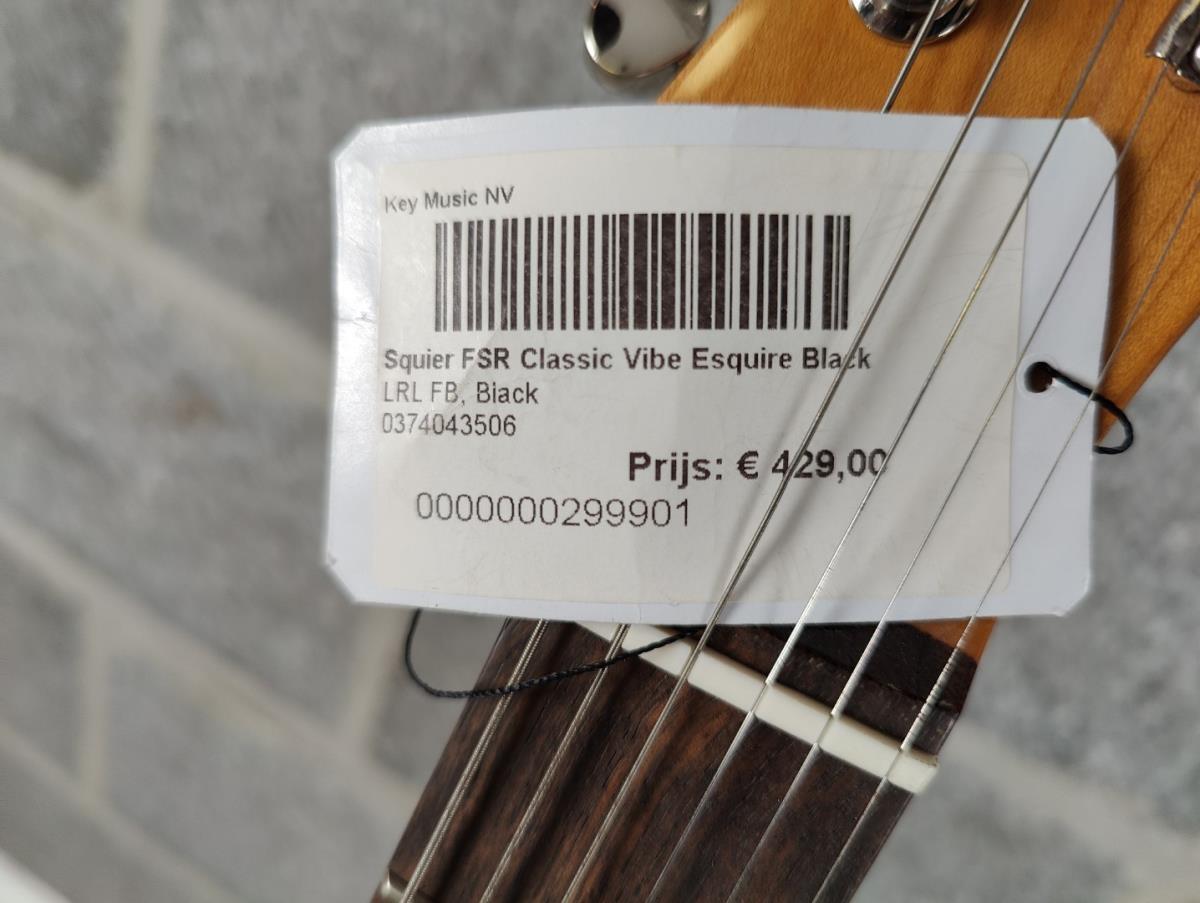 Key Music NV
Squier FSR Classic Vibe Esquire Black
LRL FB, Black
0374043506
Prijs: € 429,00
0000000299901